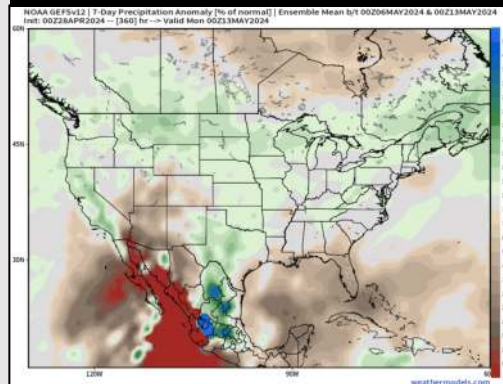 NOAA GEFSv12 | 7-Day Precipitation Anomaly [% of normal] | Ensemble Mean b/t 00Z06MAY2024 & 00Z13MAY2024
Init: 00Z28APR2024 -- [360] hr --> Valid Mon 00Z13MAY2024
60N
45N
30N
120W
90W
60
weathermodels.com